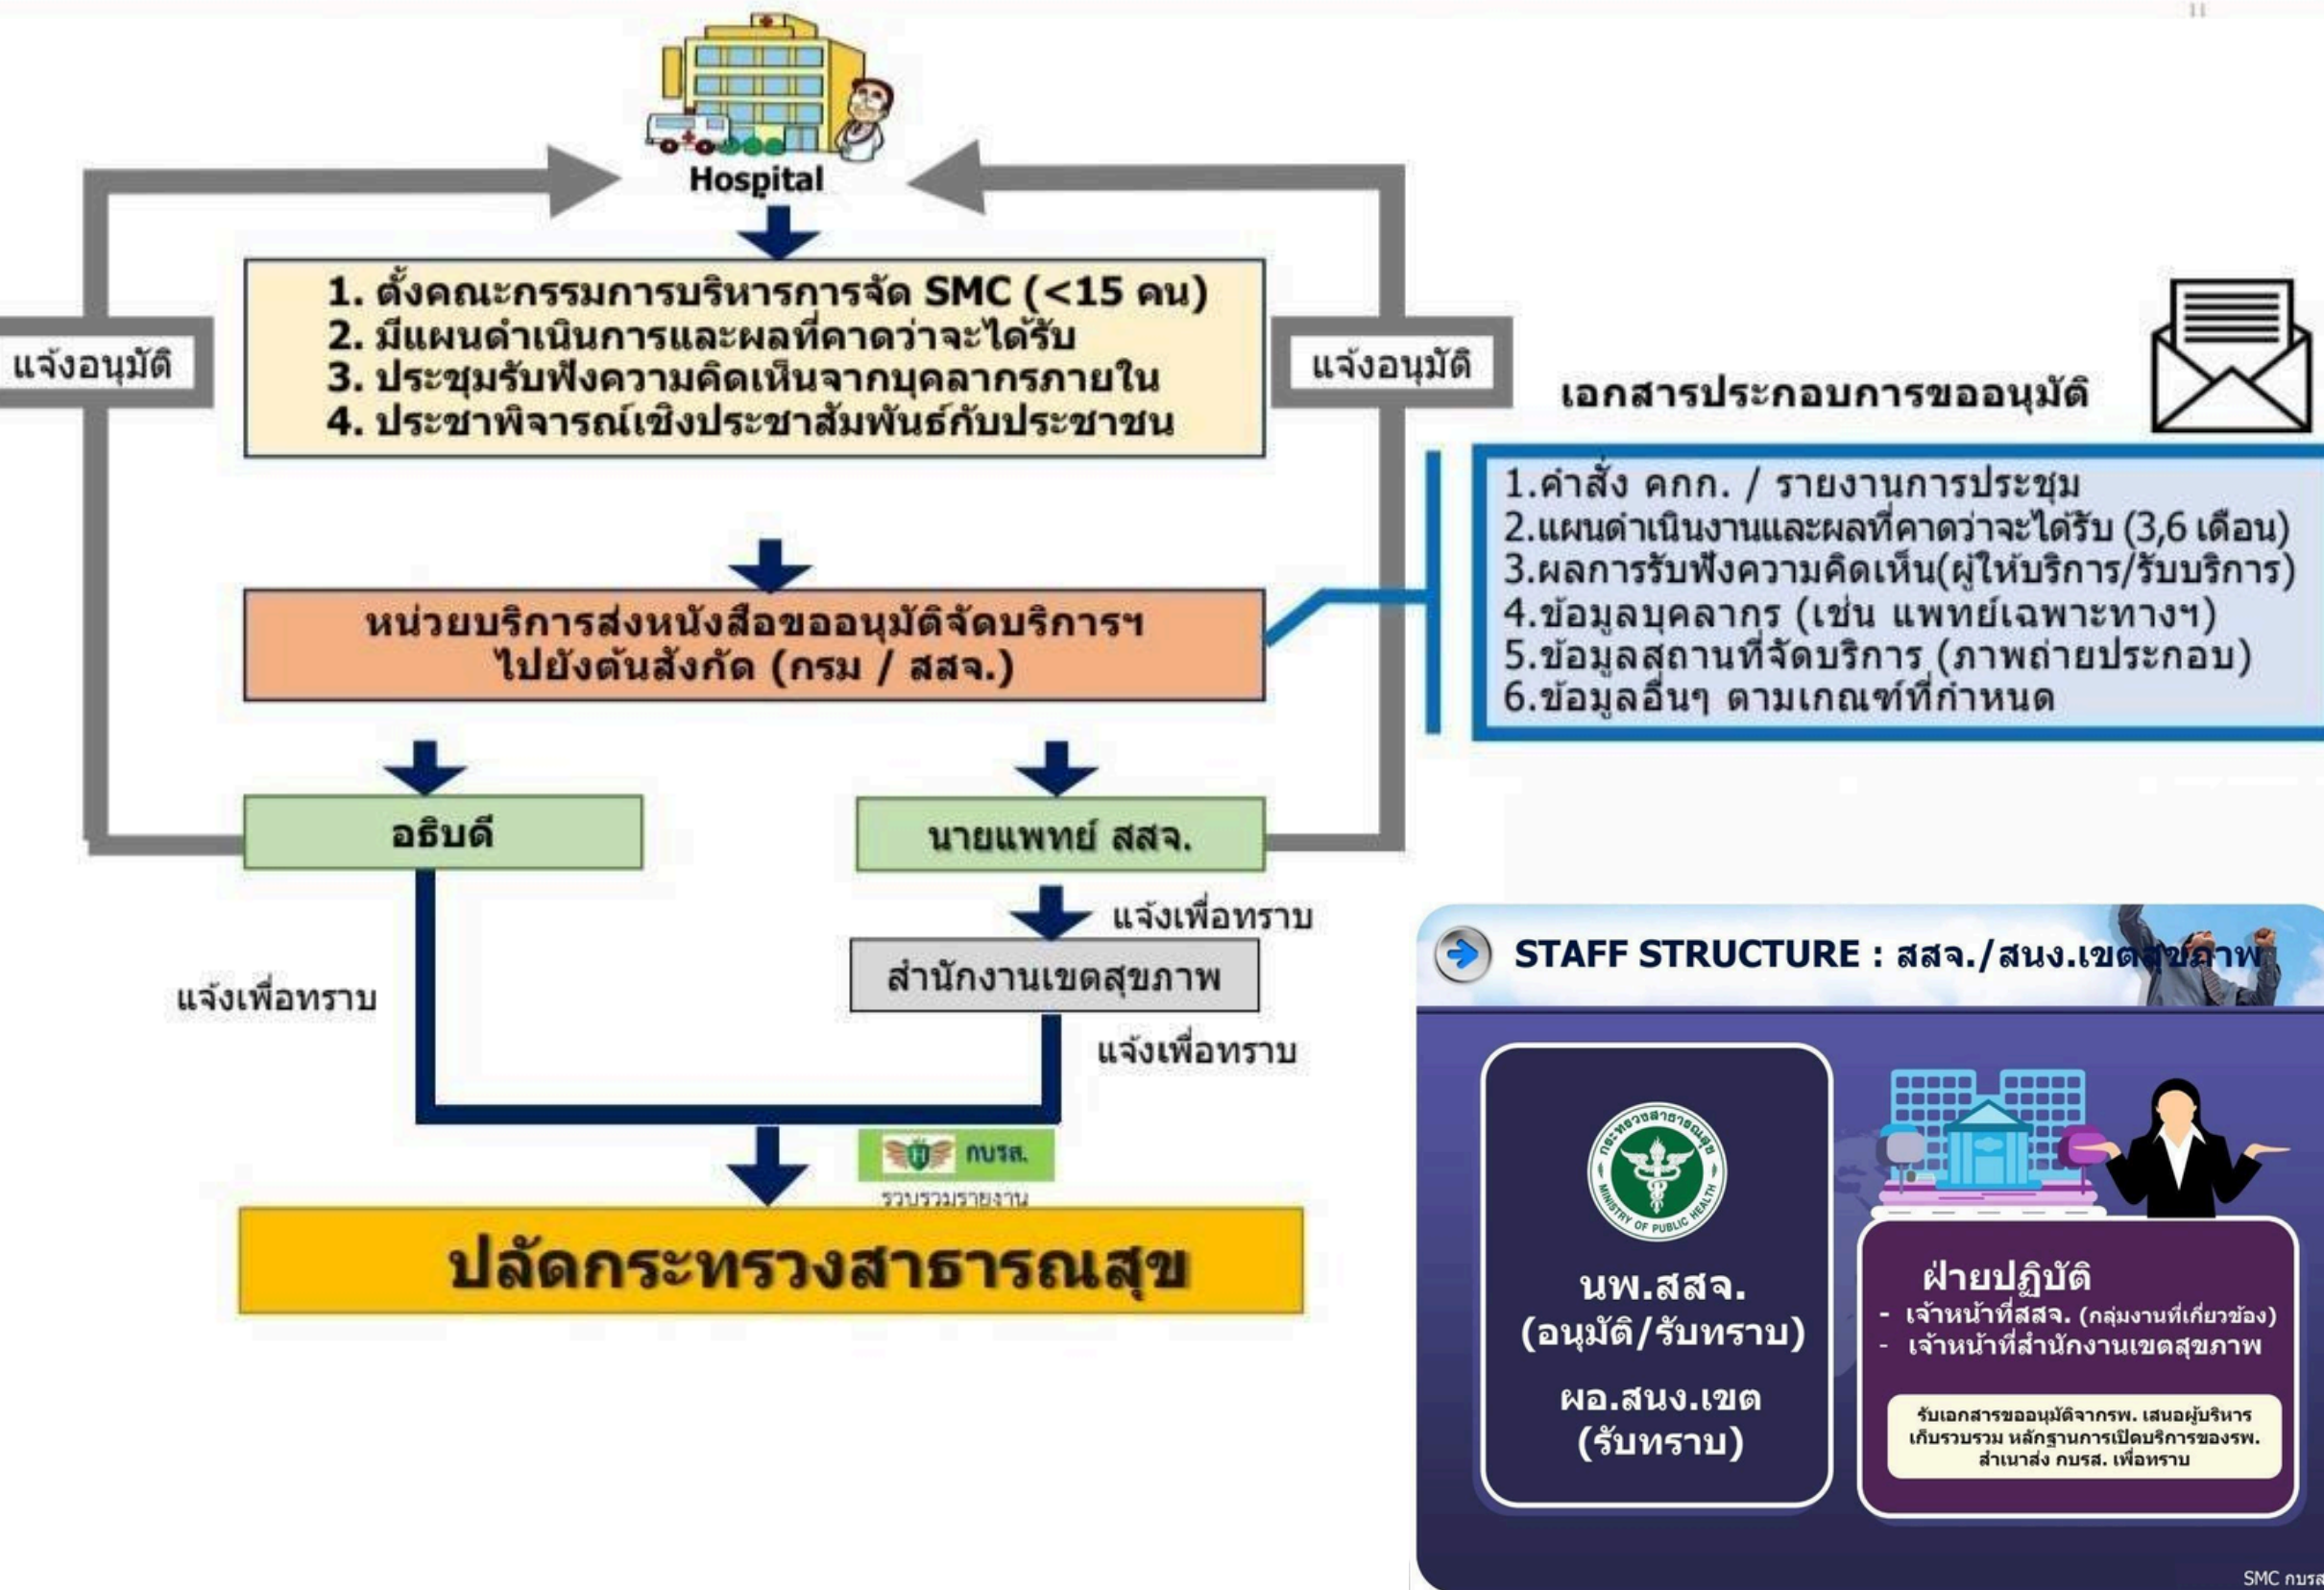 11
Hospital
1. ตั้งคณะกรรมการบริหารการจัด SMC (<15 คน)
2. มีแผนดำเนินการและผลที่คาดว่าจะได้รับ
3. ประชุมรับฟังความคิดเห็นจากบุคลากรภายใน
4. ประชาพิจารณ์เชิงประชาสัมพันธ์กับประชาชน
แจ้งอนุมัติ
แจ้งอนุมัติ
เอกสารประกอบการขออนุมัติ
1.คำสั่ง คกก. / รายงานการประชุม
2.แผนดำเนินงานและผลที่คาดว่าจะได้รับ (3,6 เดือน)
3.ผลการรับฟังความคิดเห็น(ผู้ให้บริการ/รับบริการ)
4.ข้อมูลบุคลากร (เช่น แพทย์เฉพาะทางฯ)
5.ข้อมูลสถานที่จัดบริการ (ภาพถ่ายประกอบ)
6.ข้อมูลอื่นๆ ตามเกณฑ์ที่กำหนด
หน่วยบริการส่งหนังสือขออนุมัติจัดบริการฯ
ไปยังต้นสังกัด (กรม / สสจ.)
อธิบดี
นายแพทย์ สสจ.
แจ้งเพื่อทราบ
สำนักงานเขตสุขภาพ
แจ้งเพื่อทราบ
แจ้งเพื่อทราบ
H กบรส.
รวบรวมรายงาน
ปลัดกระทรวงสาธารณสุข
STAFF STRUCTURE : สสจ./สนง.เขตสุขภาพ
กระทรวงสาธารณสุข
MINISTRY OF PUBLIC HEALTH
นพ.สสจ.
(อนุมัติ/รับทราบ)
ผอ.สนง.เขต
(รับทราบ)
ฝ่ายปฏิบัติ
- เจ้าหน้าที่สสจ. (กลุ่มงานที่เกี่ยวข้อง)
- เจ้าหน้าที่สำนักงานเขตสุขภาพ
รับเอกสารขออนุมัติจากรพ. เสนอผู้บริหาร
เก็บรวบรวม หลักฐานการเปิดบริการของรพ.
สำเนาส่ง กบรส. เพื่อทราบ
SMC กบรส